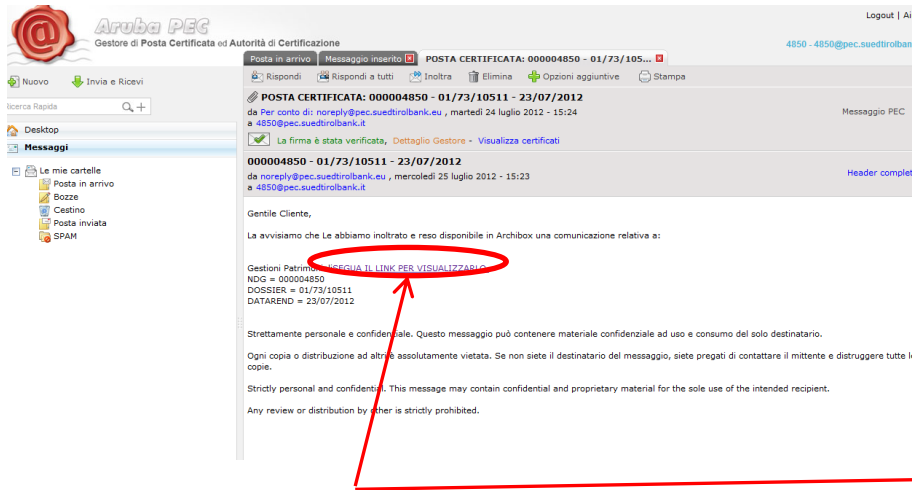 Logout | Ai
Aruba PEC
Gestore di Posta Certificata ed Autorità di Certificazione
4850 - 4850@pec.suedtirolban
Posta in arrivo Messaggio inserito POSTA CERTIFICATA: 000004850 - 01/73/105...
Nuovo Invia e Ricevi
Rispondi Rispondi a tutti Inoltra Elimina Opzioni aggiuntive Stampa
Ricerca Rapida
Desktop
Messaggi
Le mie cartelle
Posta in arrivo
Bozze
Cestino
Posta inviata
SPAM
POSTA CERTIFICATA: 000004850 - 01/73/10511 - 23/07/2012
da Per conto di: noreply@pec.suedtirolbank.eu , martedì 24 luglio 2012 - 15:24
Messaggio PEC
a 4850@pec.suedtirolbank.it
La firma è stata verificata, Dettaglio Gestore - Visualizza certificati
000004850 - 01/73/10511 - 23/07/2012
da noreply@pec.suedtirolbank.eu , mercoledì 25 luglio 2012 - 15:23
Header complet
a 4850@pec.suedtirolbank.it
Gentile Cliente,
La avvisiamo che Le abbiamo inoltrato e reso disponibile in Archibox una comunicazione relativa a:
Gestioni SEGUA IL LINK PER VISUALIZZARLO
NDG = 000004850
DOSSIER = 01/73/10511
DATAREND = 23/07/2012
Strettamente personale e confidenziale. Questo messaggio può contenere materiale confidenziale ad uso e consumo del solo destinatario.
Ogni copia o distribuzione ad altri è assolutamente vietata. Se non siete il destinatario del messaggio, siete pregati di contattare il mittente e distruggere tutte le
copie.
Strictly personal and confidential. This message may contain confidential and proprietary material for the sole use of the intended recipient.
Any review or distribution by other is strictly prohibited.